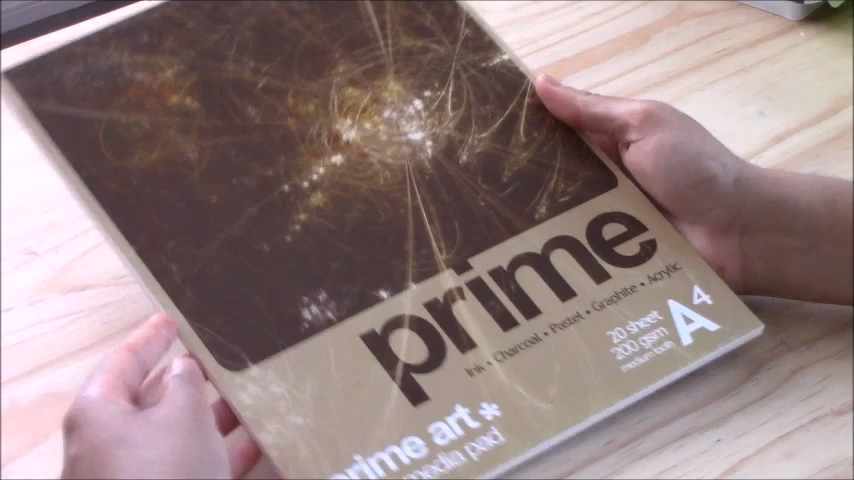 prime
Ink • Charcoal • Pastel • Graphite • Acrylic
20 sheet
200 gsm
medium tooth
A4
prime art*
media pad